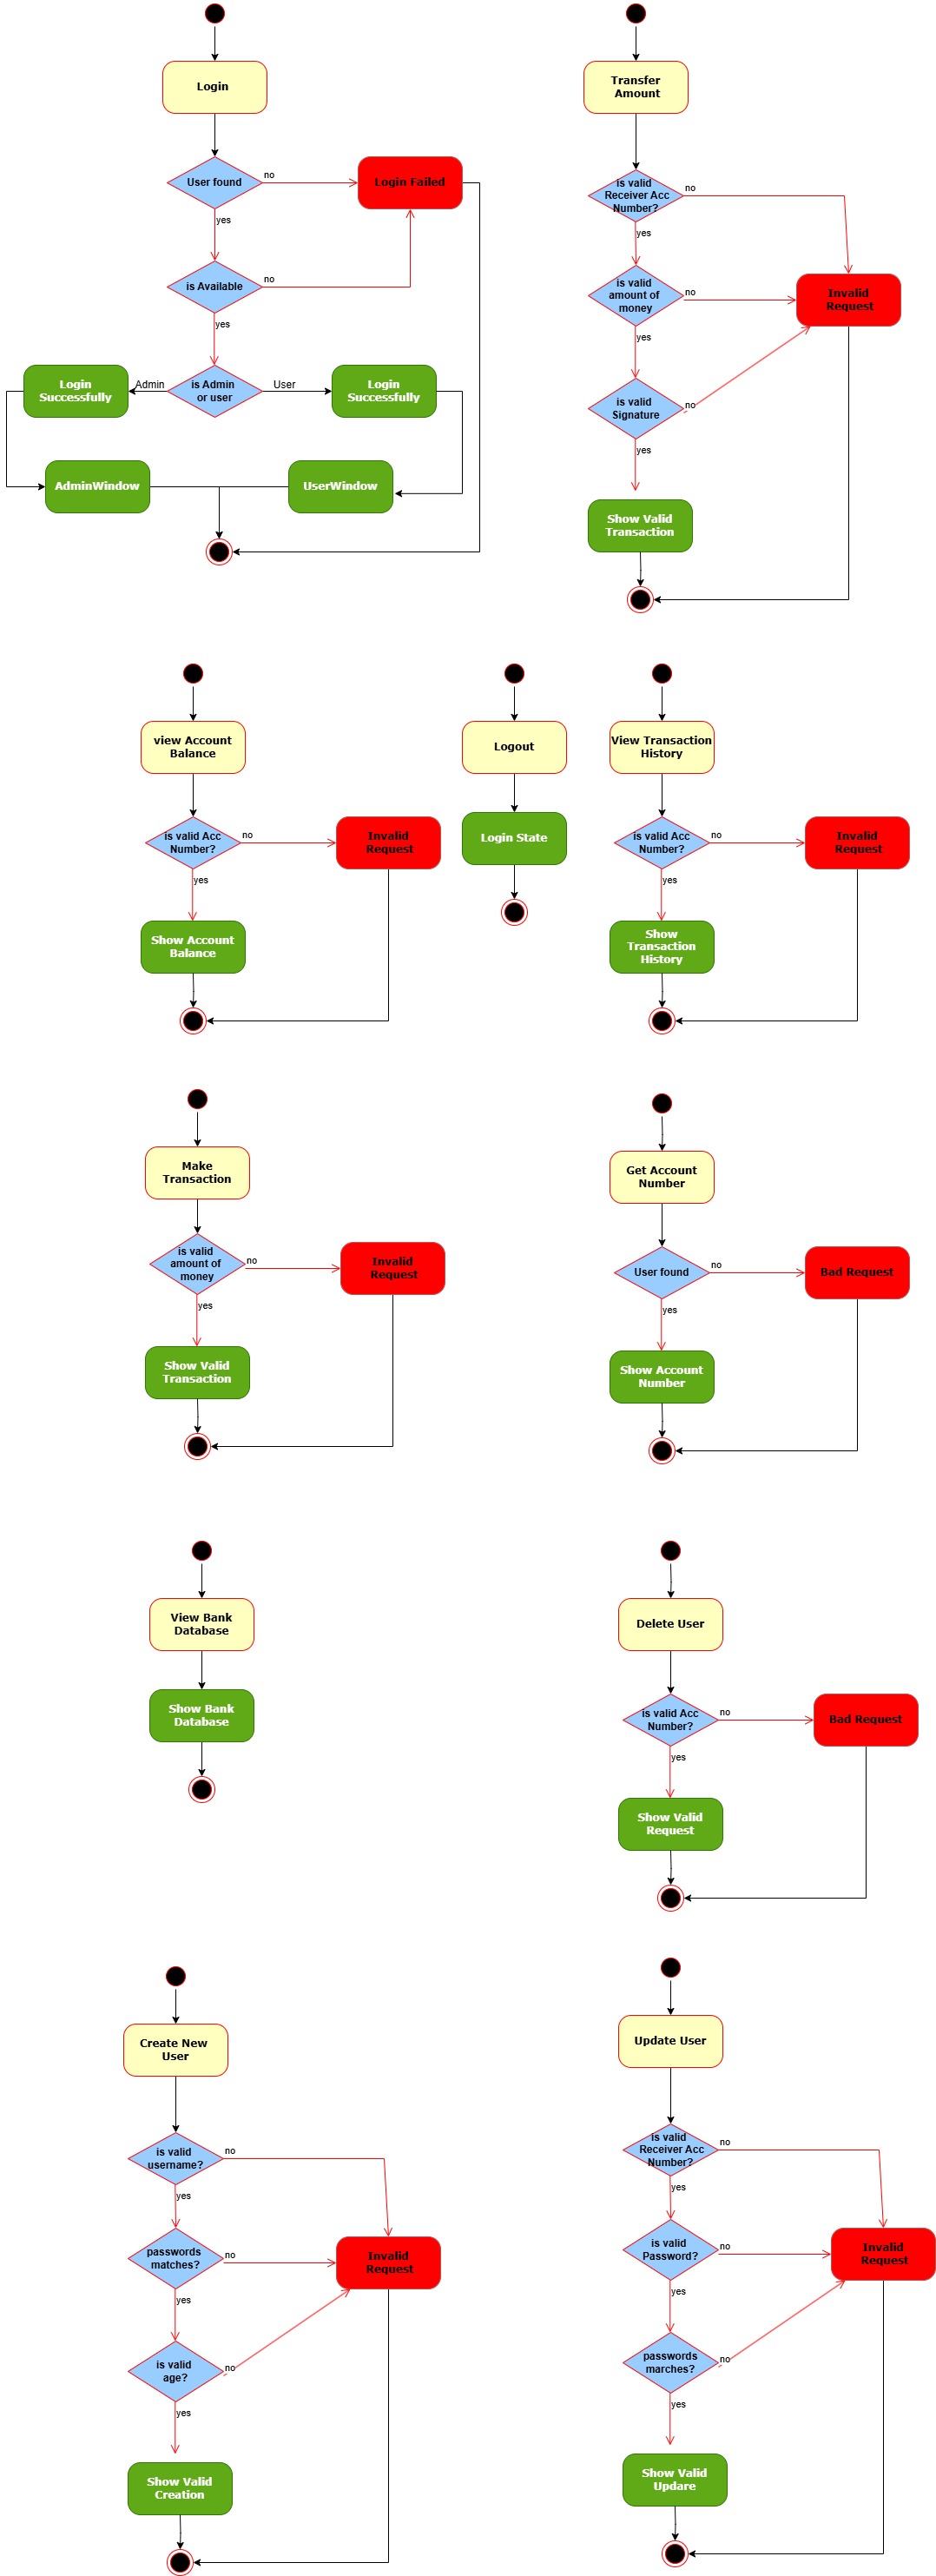 Login
User found
no
Login Failed
yes
is Available
no
yes
Login
Successfully
Admin
is Admin
or user
User
Login
Successfully
AdminWindow
UserWindow
Transfer
Amount
is valid
Receiver Acc
Number?
no
yes
is valid
amount of
money
no
Invalid
Request
yes
is valid
Signature
no
yes
Show Valid
Transaction
view Account
Balance
is valid Acc
Number?
no
Invalid
Request
yes
Show Account
Balance
Logout
Login State
View Transaction
History
is valid Acc
Number?
no
Invalid
Request
yes
Show
Transaction
History
Make
Transaction
is valid
amount of
money
no
Invalid
Request
yes
Show Valid
Transaction
Get Account
Number
User found
no
Bad Request
yes
Show Account
Number
View Bank
Database
Show Bank
Database
Delete User
is valid Acc
Number?
no
Bad Request
yes
Show Valid
Request
Create New
User
is valid
username?
no
yes
passwords
matches?
no
Invalid
Request
yes
is valid
age?
no
yes
Show Valid
Creation
Update User
is valid
Receiver Acc
Number?
no
yes
is valid
Password?
no
Invalid
Request
yes
passwords
marches?
no
yes
Show Valid
Updare